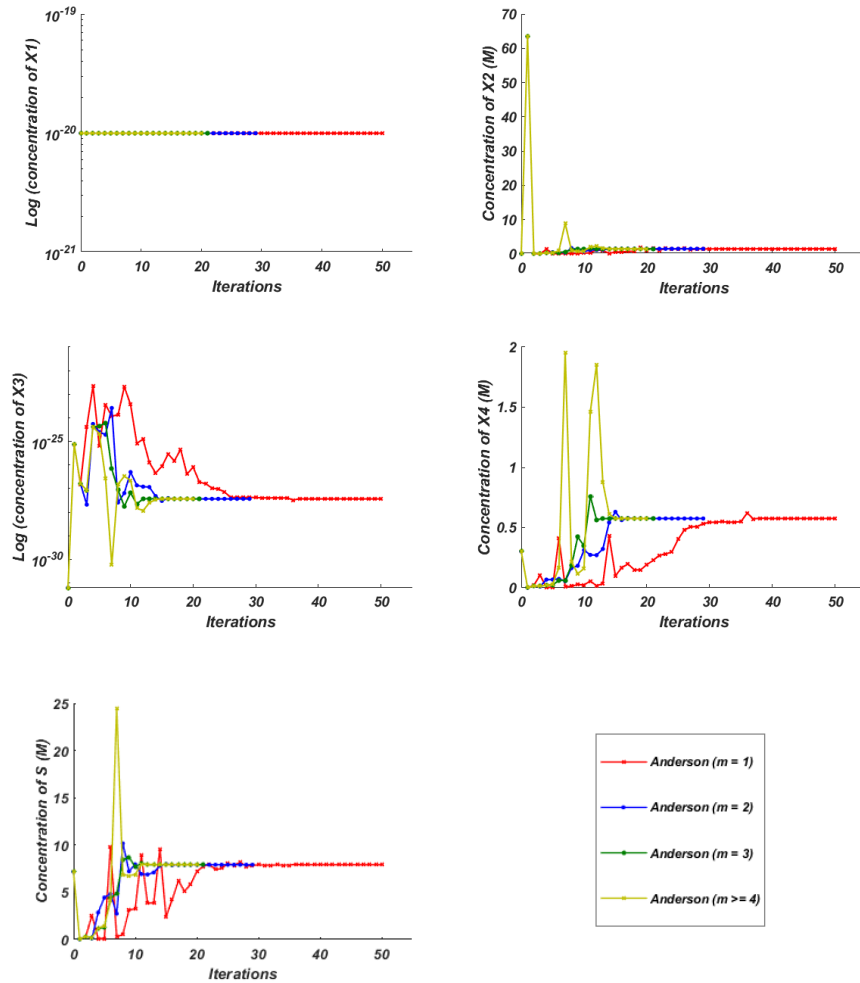 10^-19
10^-20
10^-21
Log (concentration of X1)
0 10 20 30 40 50
Iterations
70
60
50
40
30
20
10
0
Concentration of X2 (M)
0 10 20 30 40 50
Iterations
10^-25
10^-30
Log (concentration of X3)
0 10 20 30 40 50
Iterations
2
1.5
1
0.5
0
Concentration of X4 (M)
0 10 20 30 40 50
Iterations
25
20
15
10
5
0
Concentration of S (M)
0 10 20 30 40 50
Iterations
Anderson (m = 1)
Anderson (m = 2)
Anderson (m = 3)
Anderson (m >= 4)